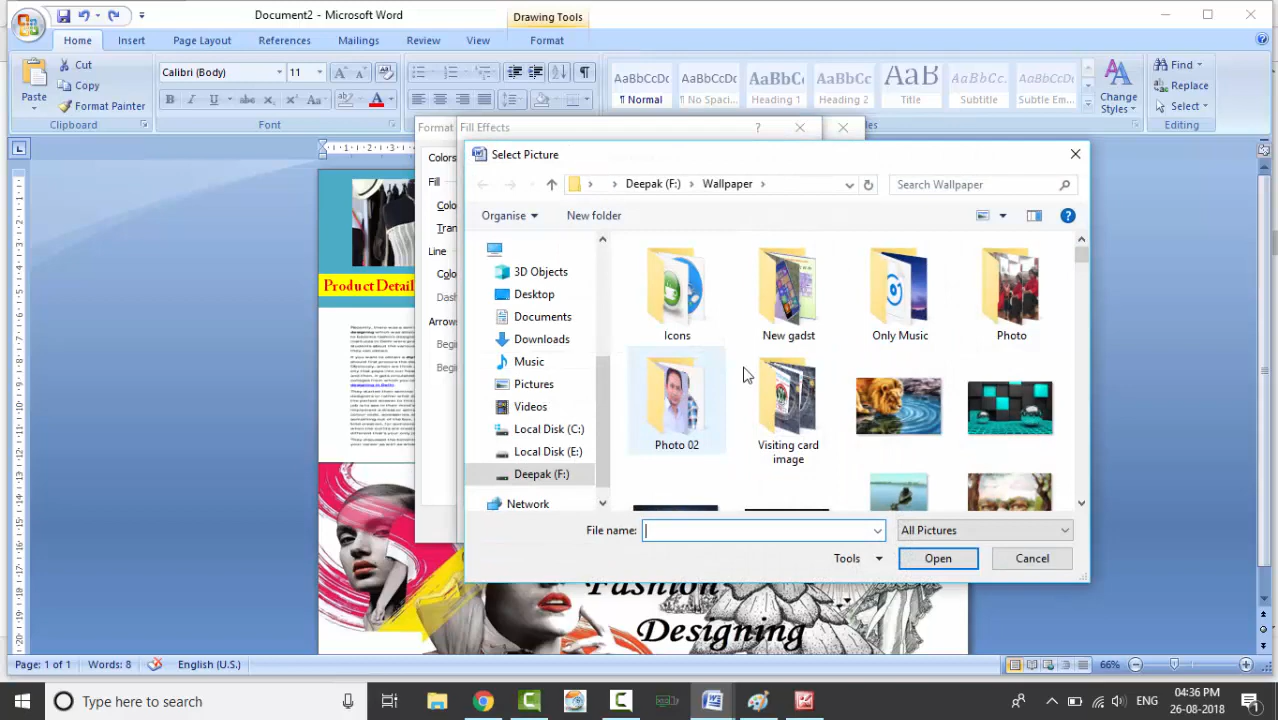 Document2 - Microsoft Word
Drawing Tools
Home
Insert
Page Layout
References
Mailings
Review
View
Format
Paste
Cut
Copy
Format Painter
Clipboard
Calibri (Body)
11
Font
AaBbCcDc
¶ Normal
AaBbCcDc
¶ No Spaci...
AaBbC
Heading 1
AaBbCc
Heading 2
AaB
Title
AaBbCc.
Subtitle
AaBbCcDc
Subtle Em...
Change
Styles
Find
Replace
Select
Editing
Format
Fill Effects
Colors
Fill
Colo
Tran
Line
Colo
Dash
Arrows
Begi
Begi
Select Picture
Deepak (F:)
Wallpaper
Search Wallpaper
Organise
New folder
3D Objects
Desktop
Documents
Downloads
Music
Pictures
Videos
Local Disk (C:)
Local Disk (E:)
Deepak (F:)
Network
Icons
New gadst
Only Music
Photo
Photo 02
Visiting card
image
File name:
All Pictures
Tools
Open
Cancel
Product Detail
Fashion
Designing
Page: 1 of 1
Words: 8
English (U.S.)
66%
Type here to search
ENG
04:36 PM
26-08-2018